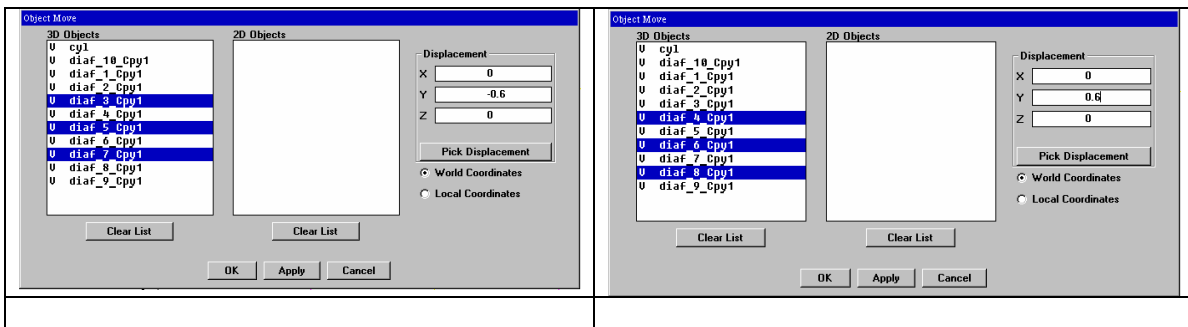 Object Move
3D Objects
V cyl
V diaf_10_Cpy1
V diaf_1_Cpy1
V diaf_2_Cpy1
V diaf_3_Cpy1
V diaf_4_Cpy1
V diaf_5_Cpy1
V diaf_6_Cpy1
V diaf_7_Cpy1
V diaf_8_Cpy1
V diaf_9_Cpy1
Clear List
2D Objects
Clear List
Displacement
X 0
Y -0.6
Z 0
Pick Displacement
World Coordinates
Local Coordinates
OK Apply Cancel
Object Move
3D Objects
V cyl
V diaf_10_Cpy1
V diaf_1_Cpy1
V diaf_2_Cpy1
V diaf_3_Cpy1
V diaf_4_Cpy1
V diaf_5_Cpy1
V diaf_6_Cpy1
V diaf_7_Cpy1
V diaf_8_Cpy1
V diaf_9_Cpy1
Clear List
2D Objects
Clear List
Displacement
X 0
Y 0.6
Z 0
Pick Displacement
World Coordinates
Local Coordinates
OK Apply Cancel